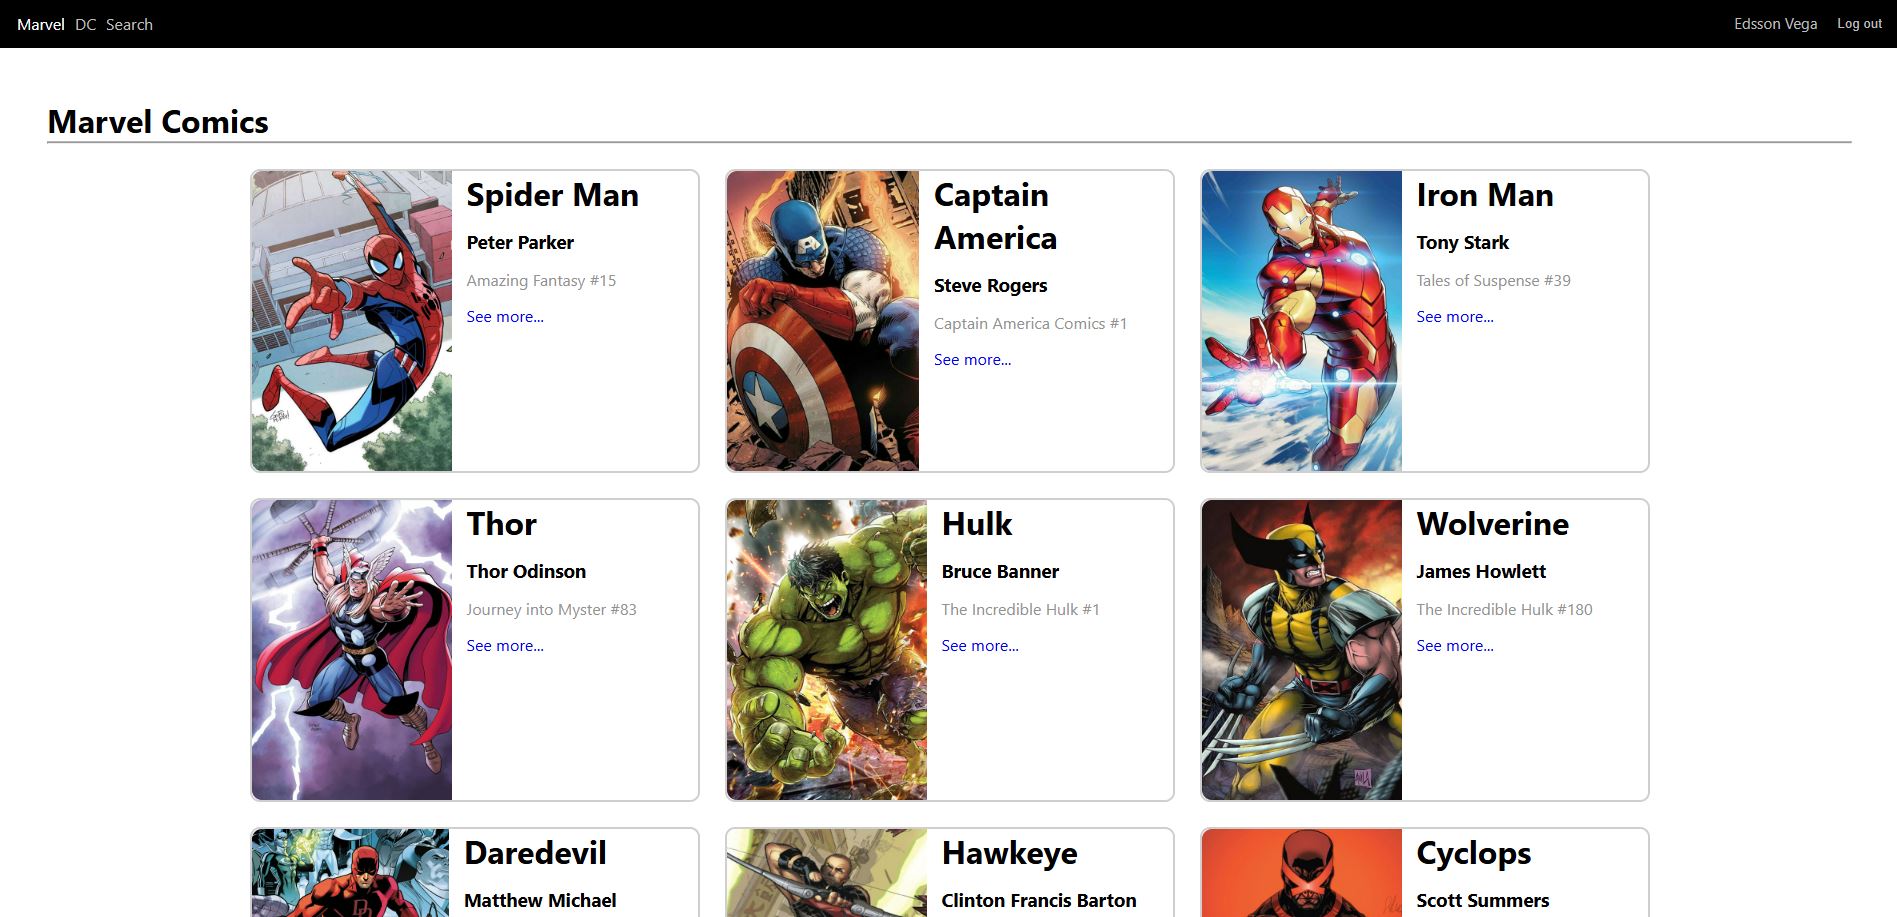 Marvel DC Search Edsson Vega Log out
Marvel Comics
Spider Man
Peter Parker
Amazing Fantasy #15
See more...
Captain
America
Steve Rogers
Captain America Comics #1
See more...
Iron Man
Tony Stark
Tales of Suspense #39
See more...
Thor
Thor Odinson
Journey into Myster #83
See more...
Hulk
Bruce Banner
The Incredible Hulk #1
See more...
Wolverine
James Howlett
The Incredible Hulk #180
See more...
Daredevil
Matthew Michael
Hawkeye
Clinton Francis Barton
Cyclops
Scott Summers